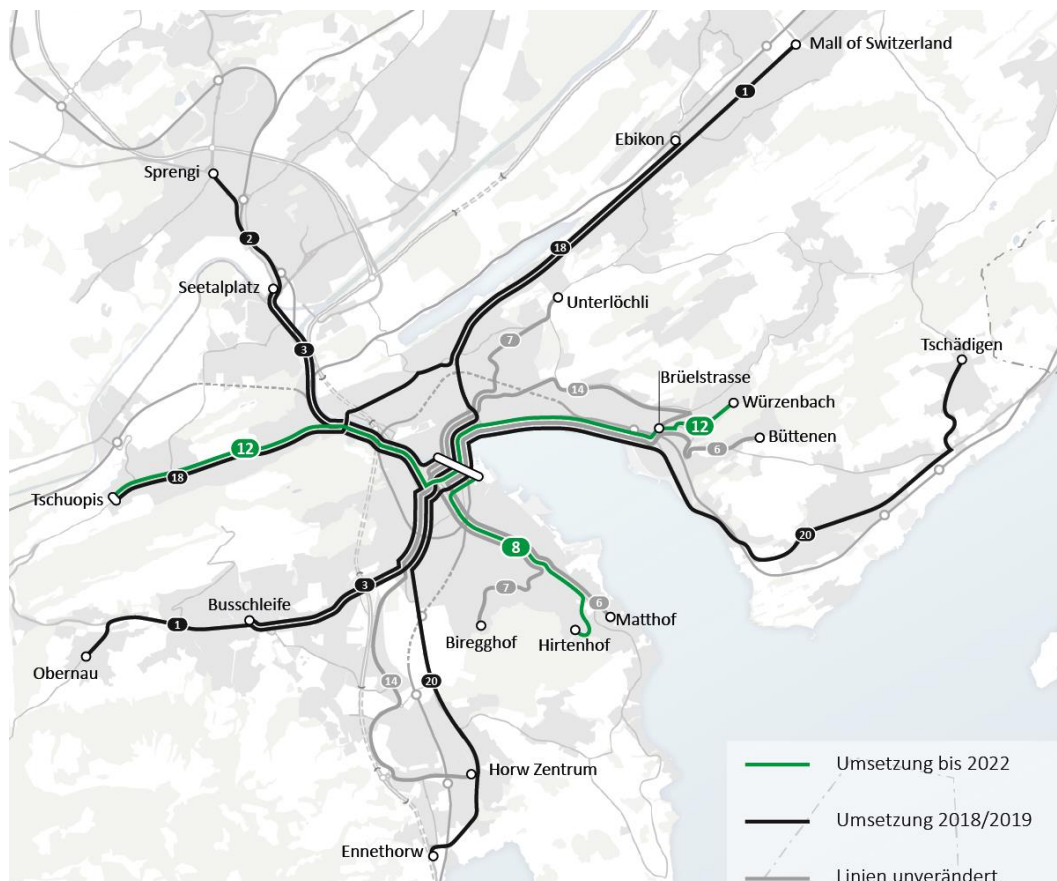 Mall of Switzerland
1
Ebikon
Sprengi
2
18
Seetalplatz
Unterlöchli
7
3
Tschädigen
Brüelstrasse
14
Würzenbach
12
12
Büttenen
6
18
Tschuopis
20
8
3
7
6
Busschleife
Matthof
1
Biregghof
Hirtenhof
Obernau
14
20
Horw Zentrum
Ennethorw
Umsetzung bis 2022
Umsetzung 2018/2019
Linien unverändert